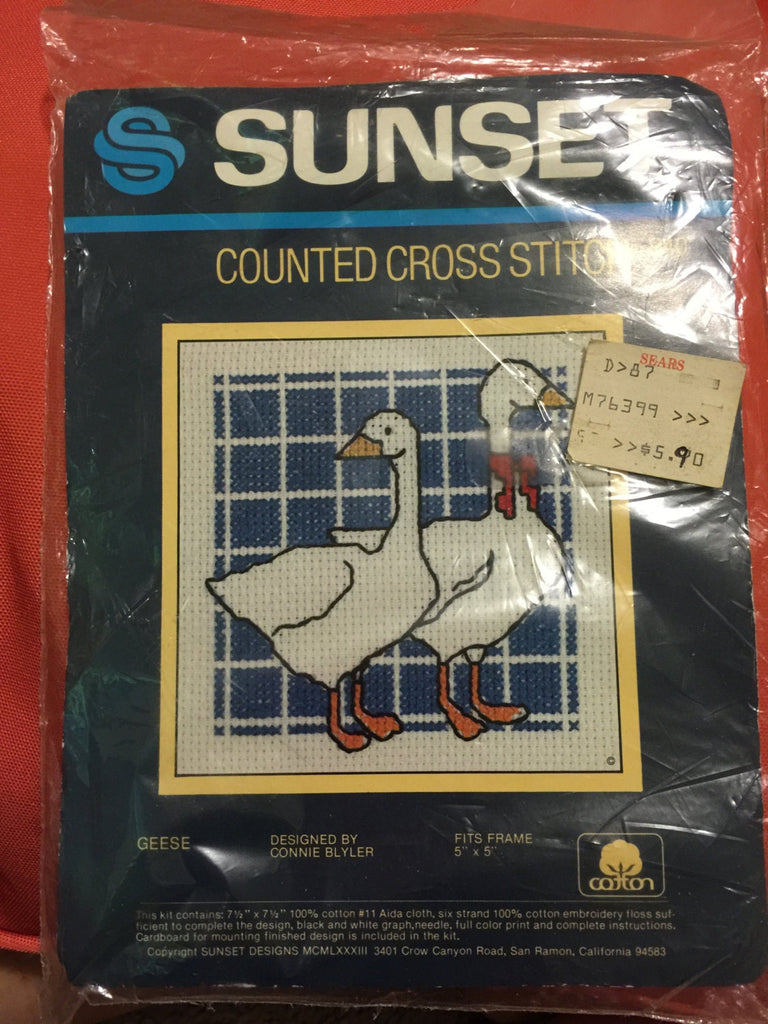 SUNSET
COUNTED CROSS STITCH
SEARS
D>87
M76399 >>>
>>$5.90
©
GEESE
DESIGNED BY
CONNIE BLYLER
FITS FRAME
5" x 5"
cotton
This kit contains: 7½" x 7½" 100% cotton #11 Aida cloth, six strand 100% cotton embroidery floss suf-
ficient to complete the design, black and white graph, needle, full color print and complete instructions.
Cardboard for mounting finished design is included in the kit.
Copyright SUNSET DESIGNS MCMLXXXIII 3401 Crow Canyon Road, San Ramon, California 94583